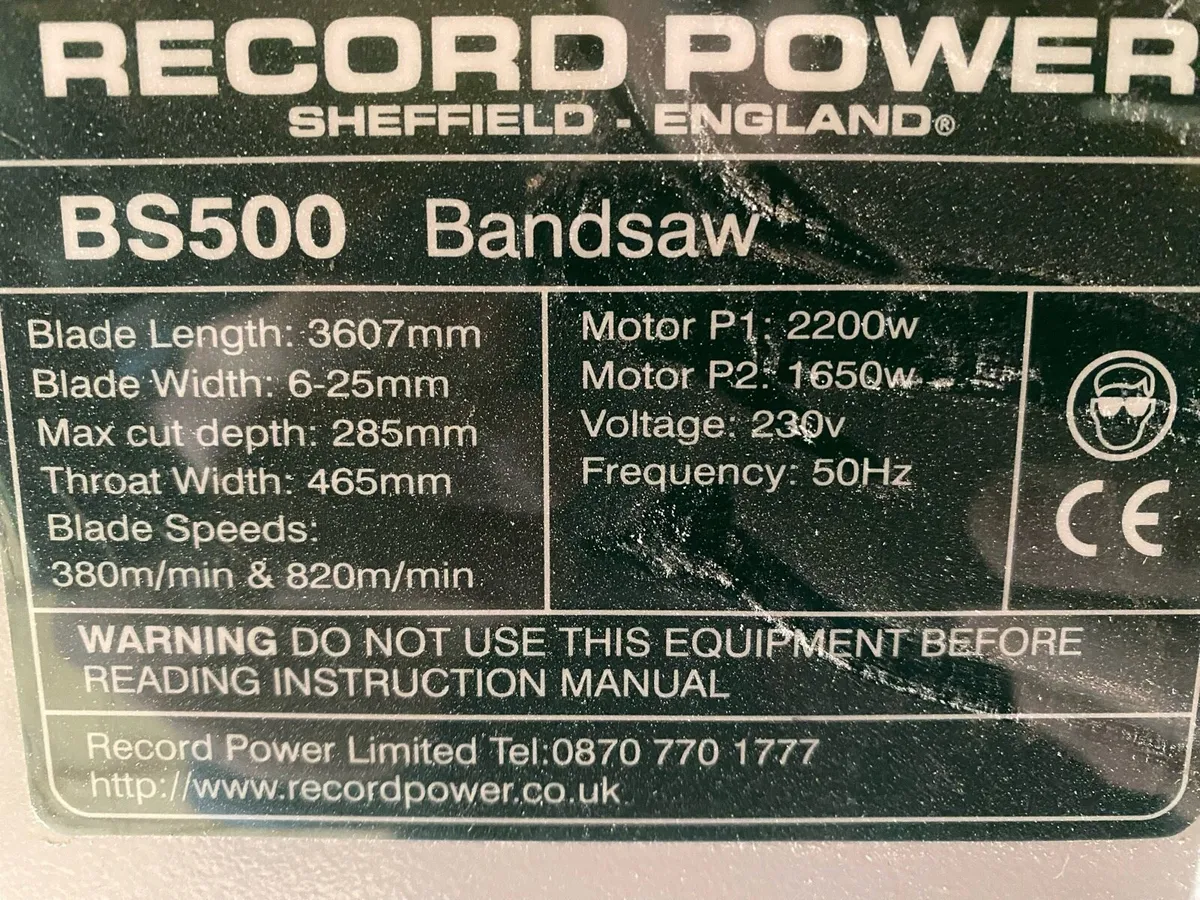 RECORD POWER
SHEFFIELD - ENGLAND®
BS500 Bandsaw
Blade Length: 3607mm
Blade Width: 6-25mm
Max cut depth: 285mm
Throat Width: 465mm
Blade Speeds:
380m/min & 820m/min
Motor P1: 2200w
Motor P2: 1650w
Voltage: 230v
Frequency: 50Hz
CE
WARNING DO NOT USE THIS EQUIPMENT BEFORE
READING INSTRUCTION MANUAL
Record Power Limited Tel:0870 770 1777
http://www.recordpower.co.uk